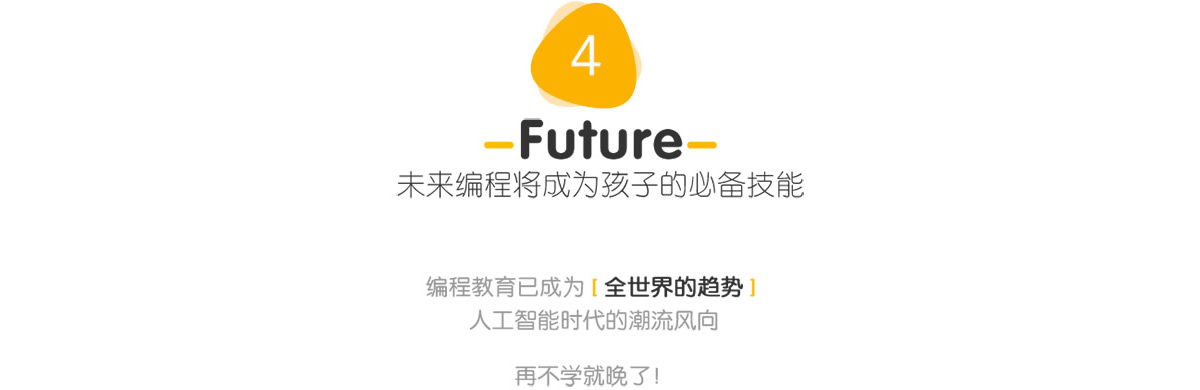 4
Future
未来编程将成为孩子的必备技能
编程教育已成为 [ 全世界的趋势 ]
人工智能时代的潮流风向
再不学就晚了!